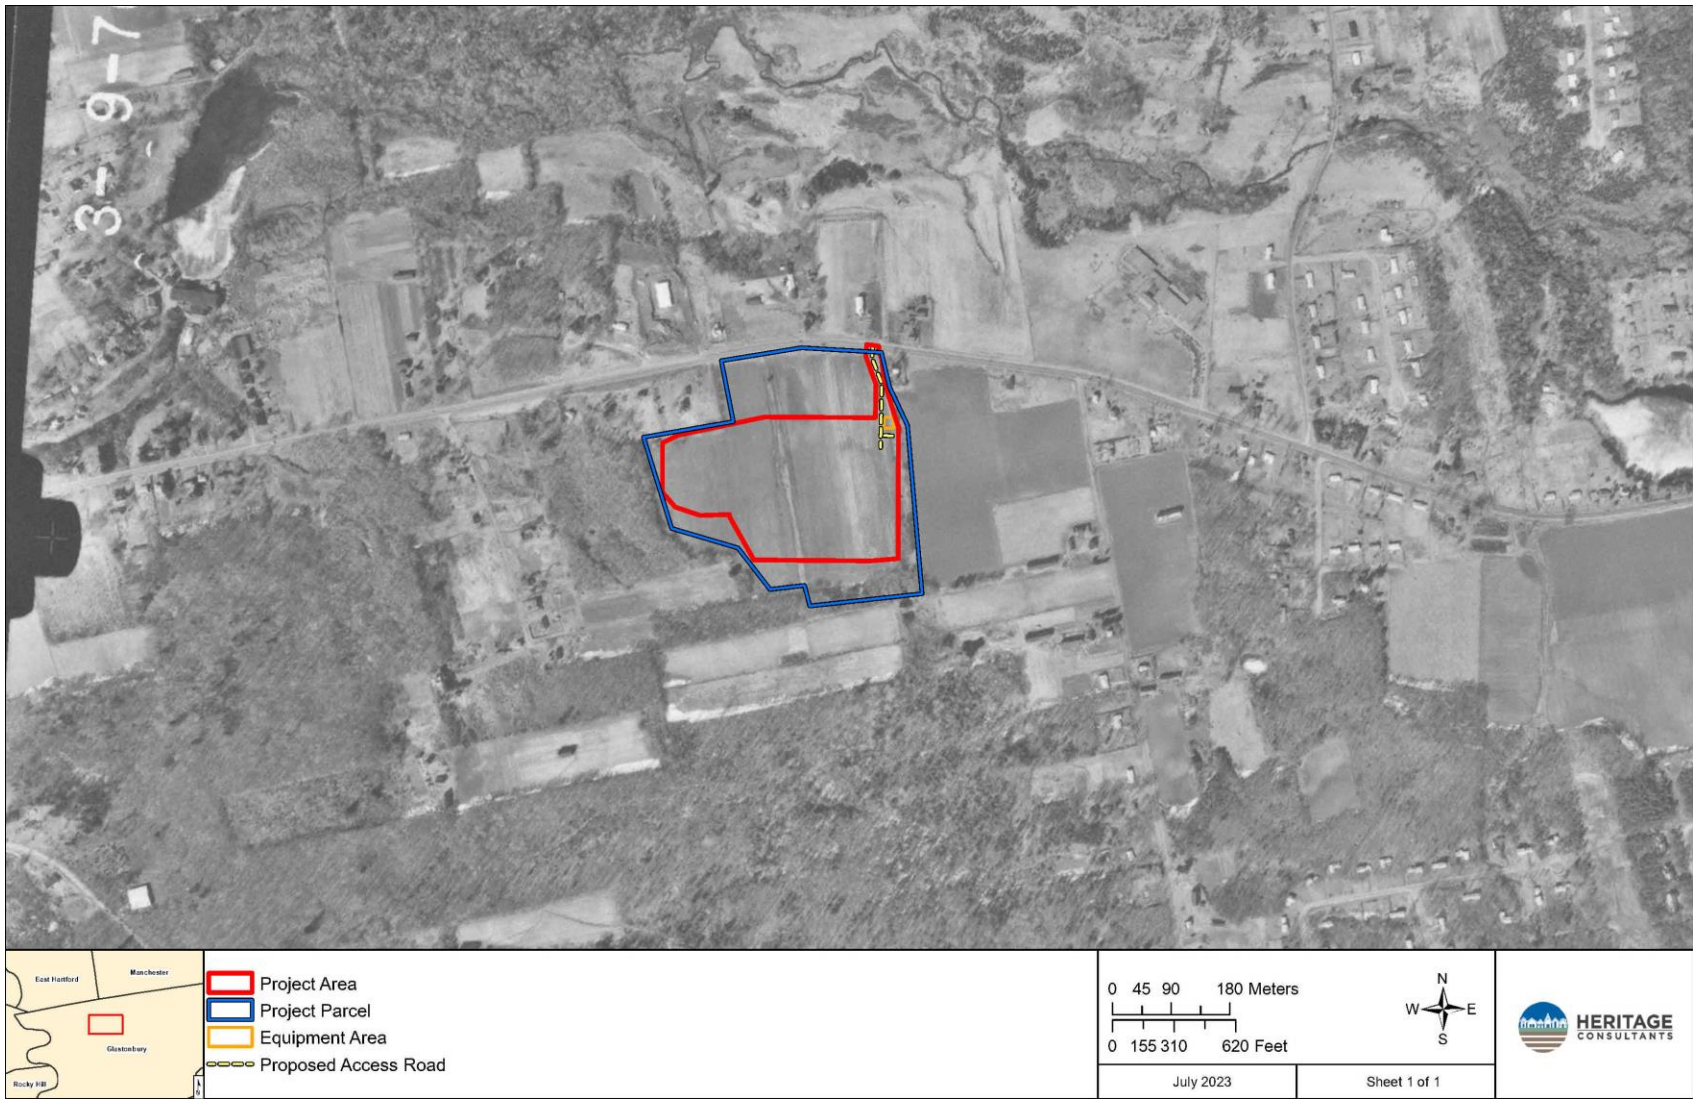 3- 9-7
East Hartford
Manchester
Glastonbury
Rocky Hill
N
Project Area
Project Parcel
Equipment Area
Proposed Access Road
0 45 90 180 Meters
0 155 310 620 Feet
N
W E
S
July 2023
Sheet 1 of 1
HERITAGE
CONSULTANTS